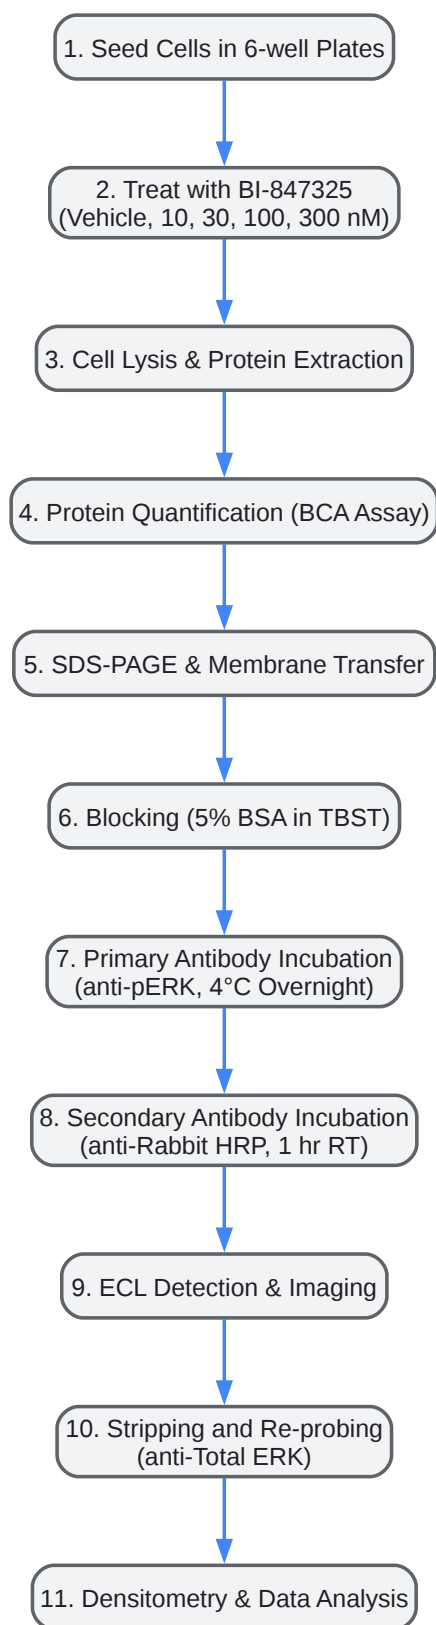 1. Seed Cells in 6-well Plates
2. Treat with BI-847325
(Vehicle, 10, 30, 100, 300 nM)
3. Cell Lysis & Protein Extraction
4. Protein Quantification (BCA Assay)
5. SDS-PAGE & Membrane Transfer
6. Blocking (5% BSA in TBST)
7. Primary Antibody Incubation
(anti-pERK, 4°C Overnight)
8. Secondary Antibody Incubation
(anti-Rabbit HRP, 1 hr RT)
9. ECL Detection & Imaging
10. Stripping and Re-probing
(anti-Total ERK)
11. Densitometry & Data Analysis